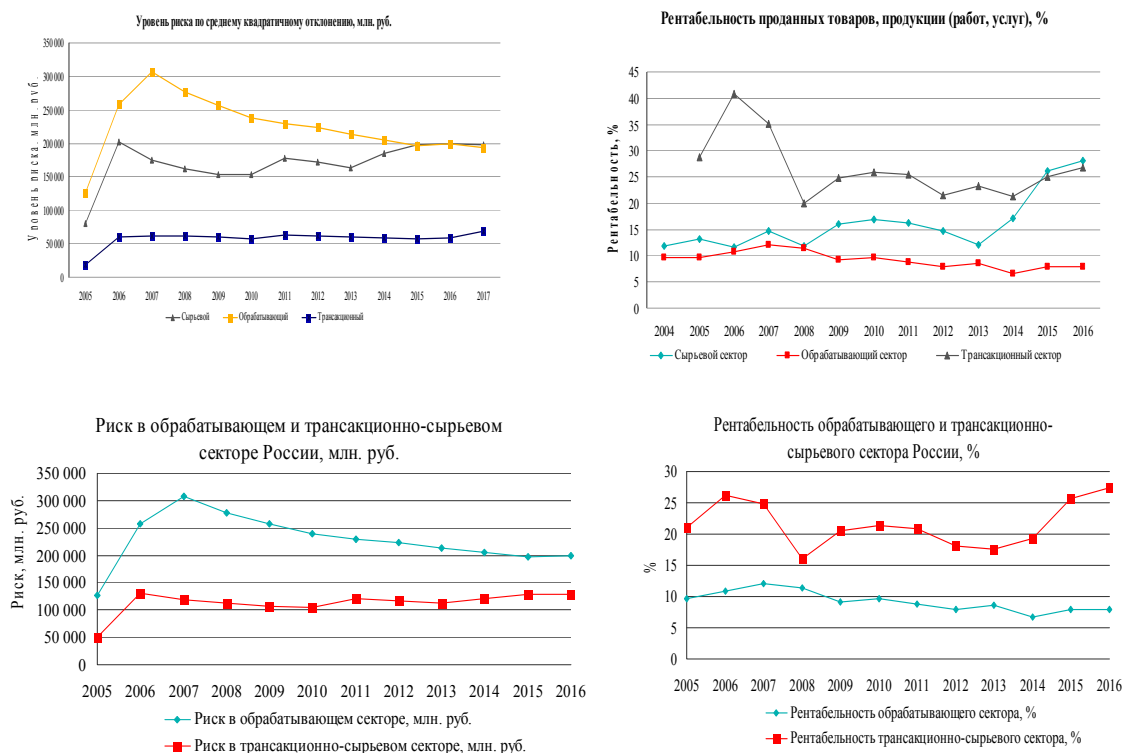 Уровень риска по среднему квадратичному отклонению, млн. руб.
350 000
300 000
250 000
200 000
150 000
100 000
50 000
0
Уровень риска. млн. руб.
2005 2006 2007 2008 2009 2010 2011 2012 2013 2014 2015 2016 2017
Сырьевой Обрабатывающий Трансакционный
Рентабельность проданных товаров, продукции (работ, услуг), %
45
40
35
30
25
20
15
10
5
0
Рентабельность, %
2004 2005 2006 2007 2008 2009 2010 2011 2012 2013 2014 2015 2016
Сырьевой сектор Обрабатывающий сектор Трансакционный сектор
Риск в обрабатывающем и трансакционно-сырьевом
секторе России, млн. руб.
350 000
300 000
250 000
200 000
150 000
100 000
50 000
0
Риск, млн. руб.
2005 2006 2007 2008 2009 2010 2011 2012 2013 2014 2015 2016
Риск в обрабатывающем секторе, млн. руб.
Риск в трансакционно-сырьевом секторе, млн. руб.
Рентабельность обрабатывающего и трансакционно-
сырьевого сектора России, %
30
25
20
15
10
5
0
%
2005 2006 2007 2008 2009 2010 2011 2012 2013 2014 2015 2016
Рентабельность обрабатывающего сектора, %
Рентабельность трансакционно-сырьевого сектора, %